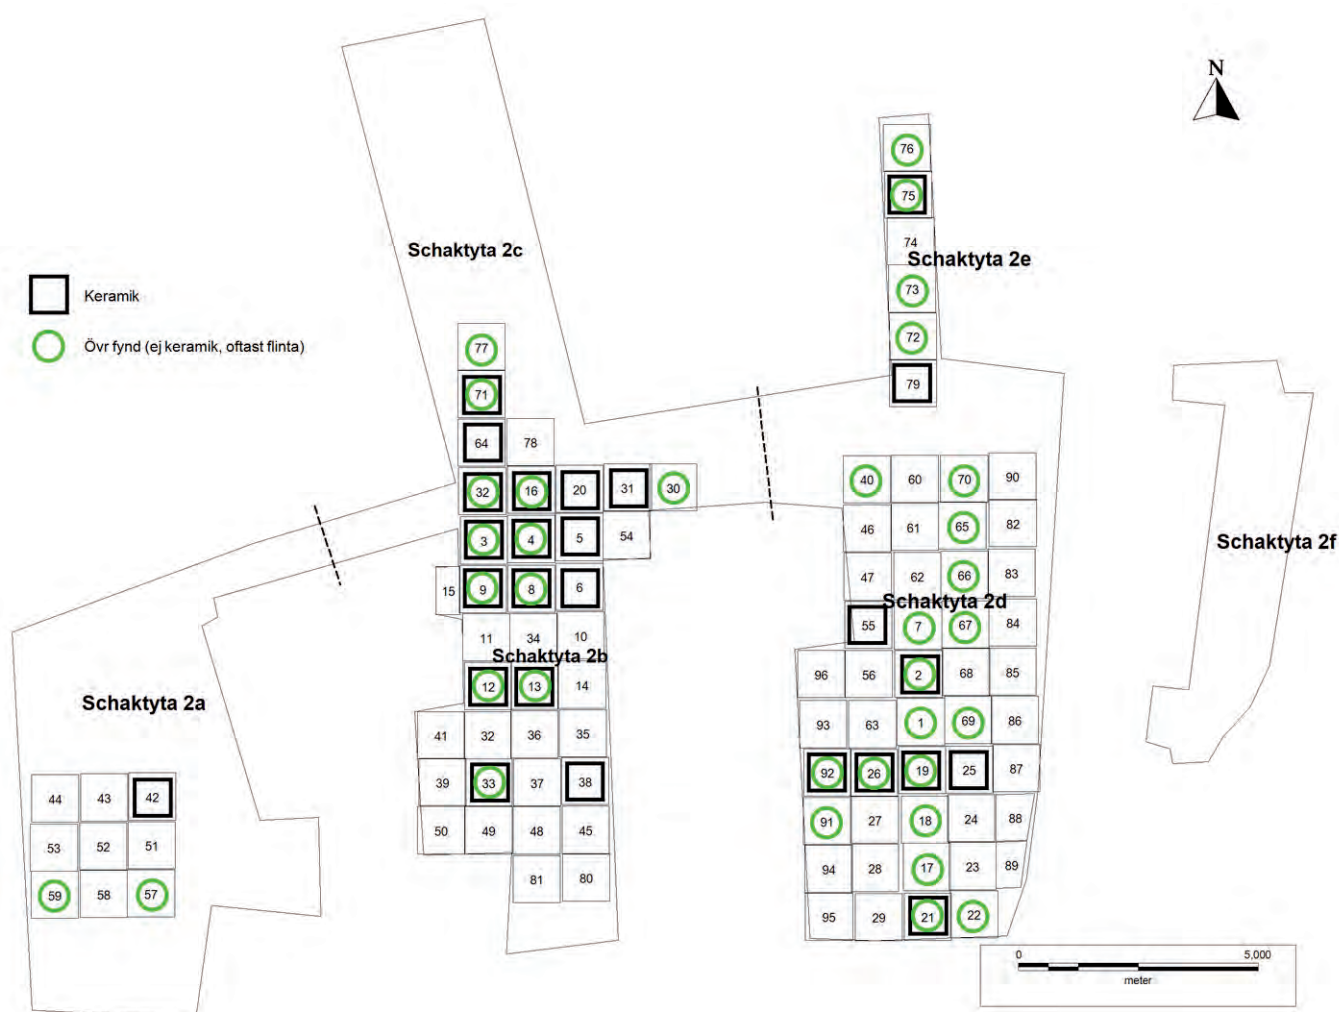 N
76
75
Schaktyta 2c
74
Schaktyta 2e
Keramik
73
Övr fynd (ej keramik, oftast flinta)
72
77
79
71
64 78
32 16 20 31 30
40 60 70 90
3 4 5 54
46 61 65 82
Schaktyta 2f
15 9 8 6
47 62 66 83
Schaktyta 2d
55 7 67 84
11 34 10
Schaktyta 2b
96 56 2 68 85
12 13 14
Schaktyta 2a
93 63 1 69 86
41 32 36 35
92 26 19 25 87
39 33 37 38
44 43 42
91 27 18 24 88
50 49 48 45
53 52 51
94 28 17 23 89
81 80
59 58 57
95 29 21 22
0 5,000
meter